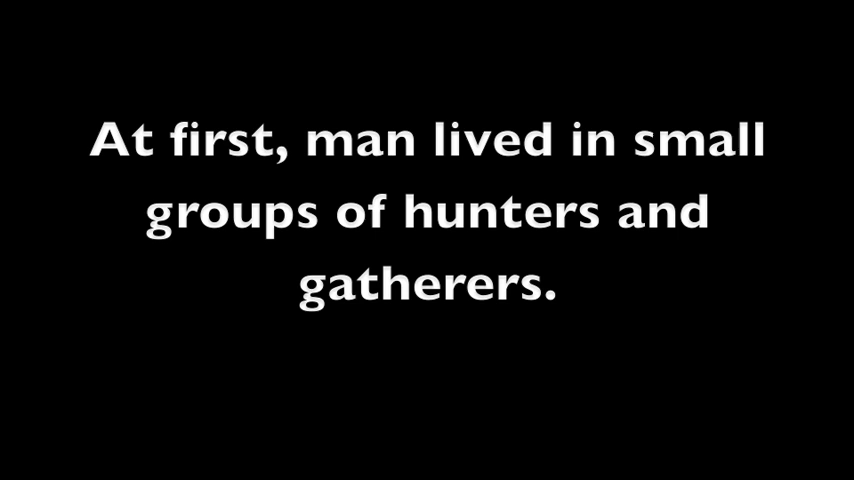 At first, man lived in small
groups of hunters and
gatherers.